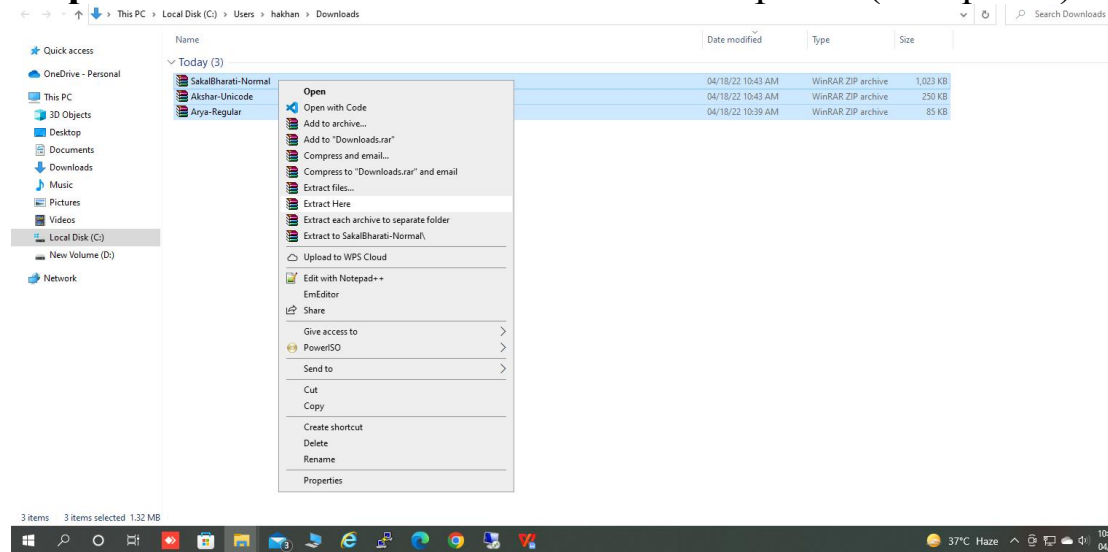 This PC > Local Disk (C:) > Users > hakhan > Downloads
Search Downloads
Name Date modified Type Size
Quick access
OneDrive - Personal
This PC
3D Objects
Desktop
Documents
Downloads
Music
Pictures
Videos
Local Disk (C:)
New Volume (D:)
Network
Today (3)
SakalBharati-Normal 04/18/22 10:43 AM WinRAR ZIP archive 1,023 KB
Akshar-Unicode 04/18/22 10:43 AM WinRAR ZIP archive 250 KB
Arya-Regular 04/18/22 10:39 AM WinRAR ZIP archive 85 KB
Open
Open with Code
Add to archive...
Add to "Downloads.rar"
Compress and email...
Compress to "Downloads.rar" and email
Extract files...
Extract Here
Extract each archive to separate folder
Extract to SakalBharati-Normal\
Upload to WPS Cloud
Edit with Notepad++
EmEditor
Share
Give access to
PowerISO
Send to
Cut
Copy
Create shortcut
Delete
Rename
Properties
3 items 3 items selected 1.32 MB
37°C Haze